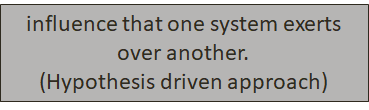 influence that one system exerts
over another.
(Hypothesis driven approach)